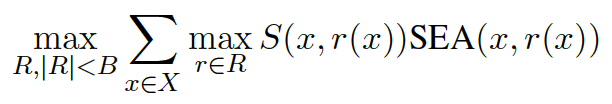 max_{R,|R|<B} ∑_{x∈X} max_{r∈R} S(x, r(x))SEA(x, r(x))